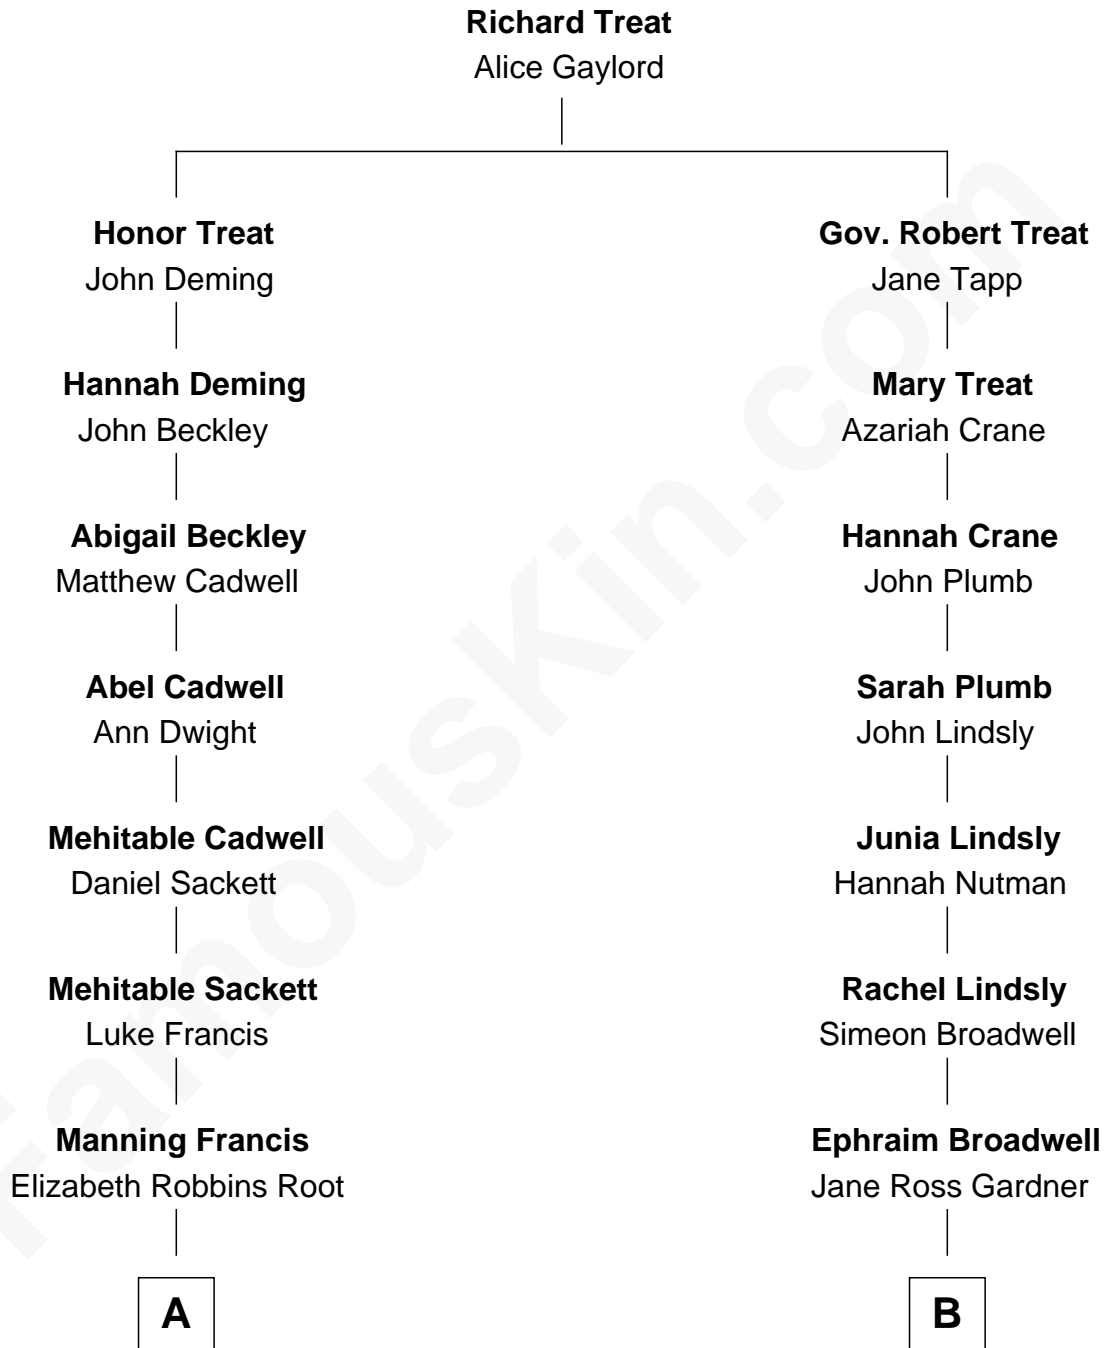 Richard Treat
Alice Gaylord
Honor Treat
John Deming
Gov. Robert Treat
Jane Tapp
Hannah Deming
John Beckley
Mary Treat
Azariah Crane
Abigail Beckley
Matthew Cadwell
Hannah Crane
John Plumb
Abel Cadwell
Ann Dwight
Sarah Plumb
John Lindsly
Mehitable Cadwell
Daniel Sackett
Junia Lindsly
Hannah Nutman
Mehitable Sackett
Luke Francis
Rachel Lindsly
Simeon Broadwell
Manning Francis
Elizabeth Robbins Root
Ephraim Broadwell
Jane Ross Gardner
A
B
FamousKin.com